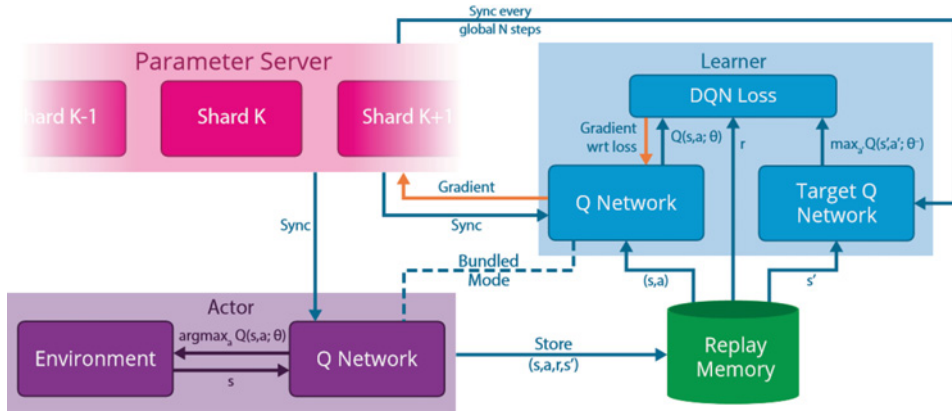 Sync every
global N steps
Parameter Server
Learner
hard K-1
Shard K
Shard K+1
DQN Loss
Gradient
wrt loss
Q(s,a; θ)
r
maxₐ Q(s',a'; θ⁻)
Gradient
Q Network
Target Q
Network
Sync
Sync
Bundled
Mode
(s,a)
s'
Actor
Environment
argmaxₐ Q(s,a; θ)
s
Q Network
Store
(s,a,r,s')
Replay
Memory